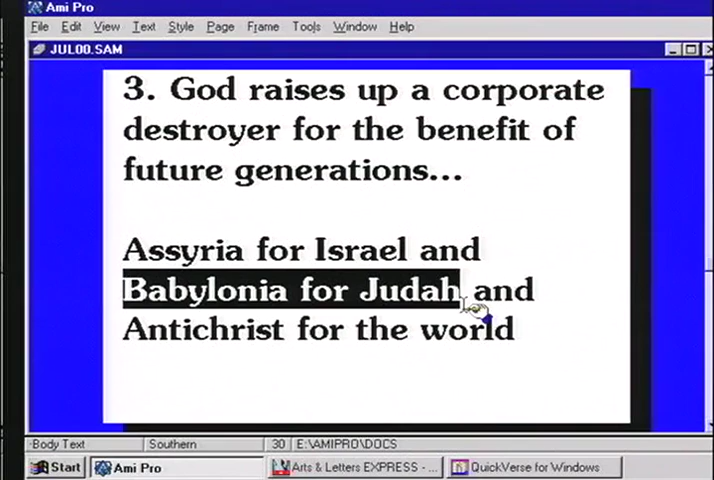 Ami Pro
File Edit View Text Style Page Frame Tools Window Help
JUL00.SAM
3. God raises up a corporate
destroyer for the benefit of
future generations...
Assyria for Israel and
Babylonia for Judah and
Antichrist for the world
Body Text Southern 30 E:\AMIPRO\DOCS
Start Ami Pro Arts & Letters EXPRESS - ... QuickVerse for Windows